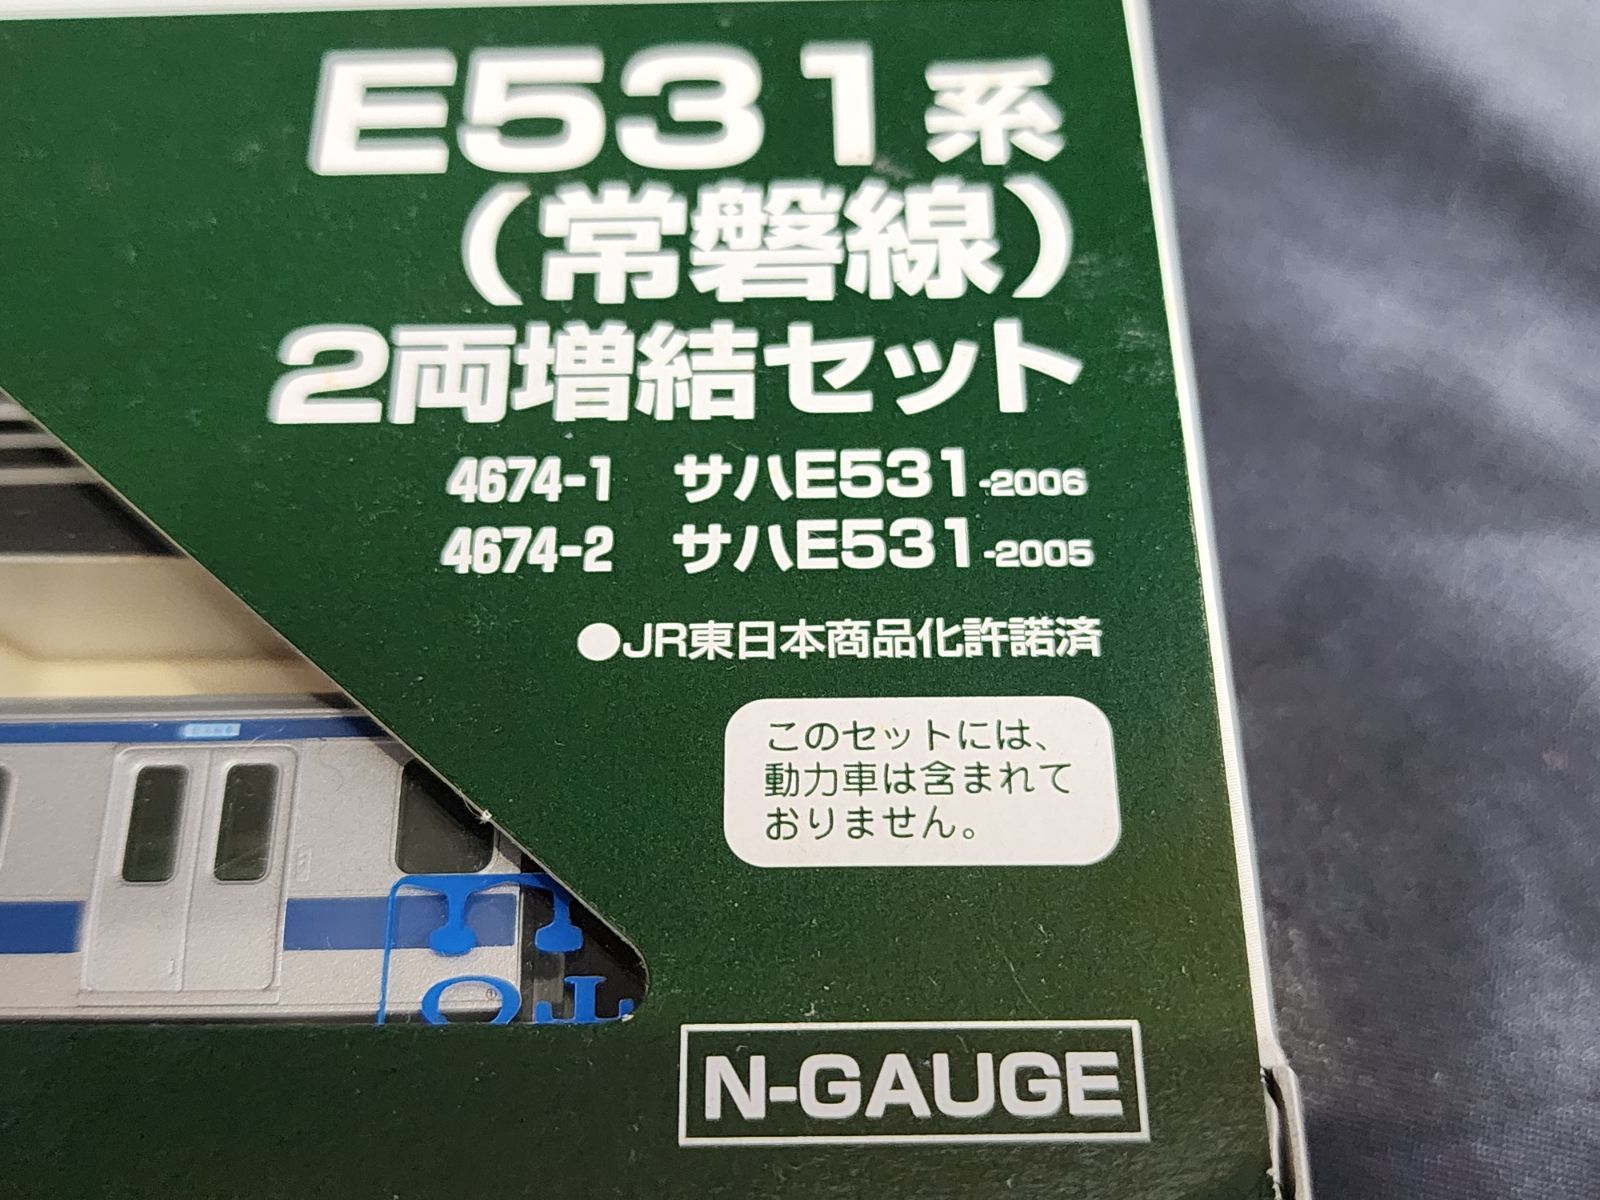 E531系
(常磐線)
2両増結セット
4674-1 サハE531-2006
4674-2 サハE531-2005
●JR東日本商品化許諾済
このセットには、
動力車は含まれて
おりません。
N-GAUGE